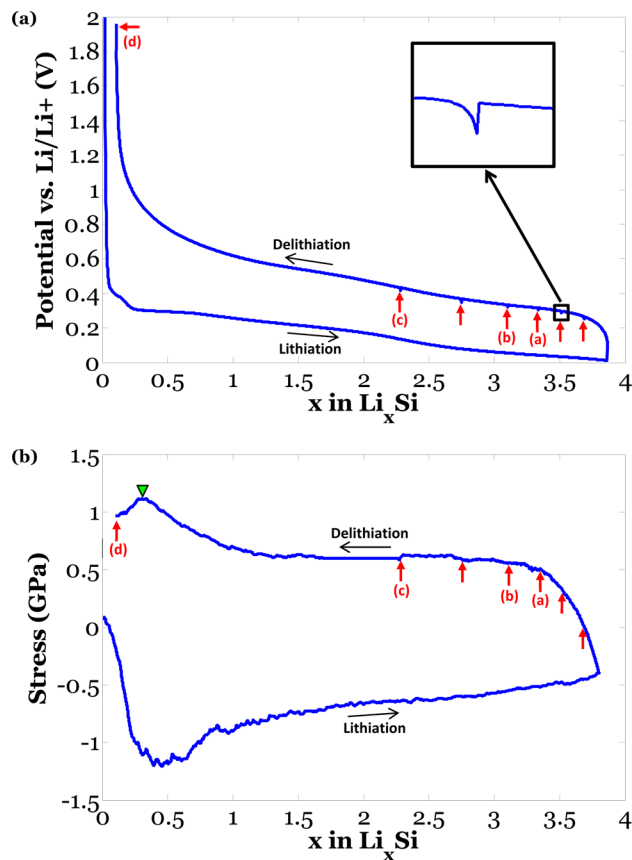 (a)
Potential vs. Li/Li+ (V)
2
1.8
1.6
1.4
1.2
1
0.8
0.6
0.4
0.2
0
(d)
Delithiation
Lithiation
(c)
(b)
(a)
0 0.5 1 1.5 2 2.5 3 3.5 4
x in LixSi
(b)
Stress (GPa)
1.5
1
0.5
0
-0.5
-1
-1.5
(d)
Delithiation
(c)
(b)
(a)
Lithiation
0 0.5 1 1.5 2 2.5 3 3.5 4
x in LixSi